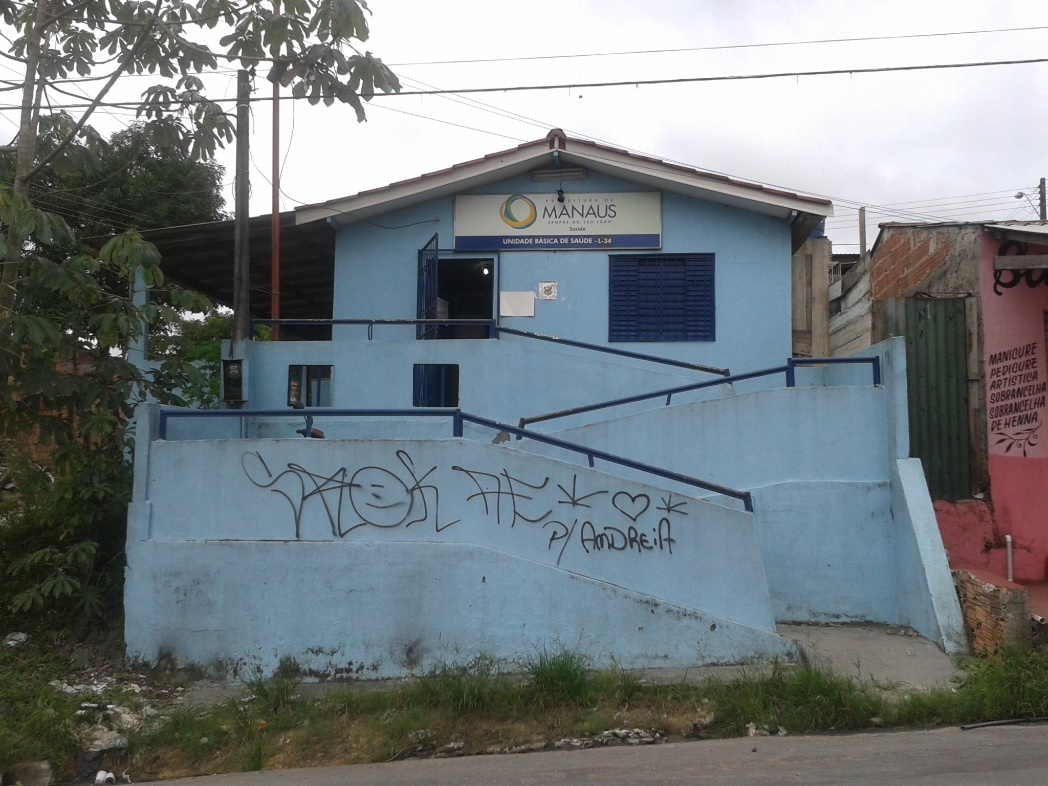 PREFEITURA DE
MANAUS
SEMPRE AO SEU LADO
Saúde
UNIDADE BÁSICA DE SAÚDE - L-34
MANICURE
PEDICURE
ARTÍSTICA
SOBRANCELHA
SOBRANCELHA
DE HENNA
P/ ANDREIA